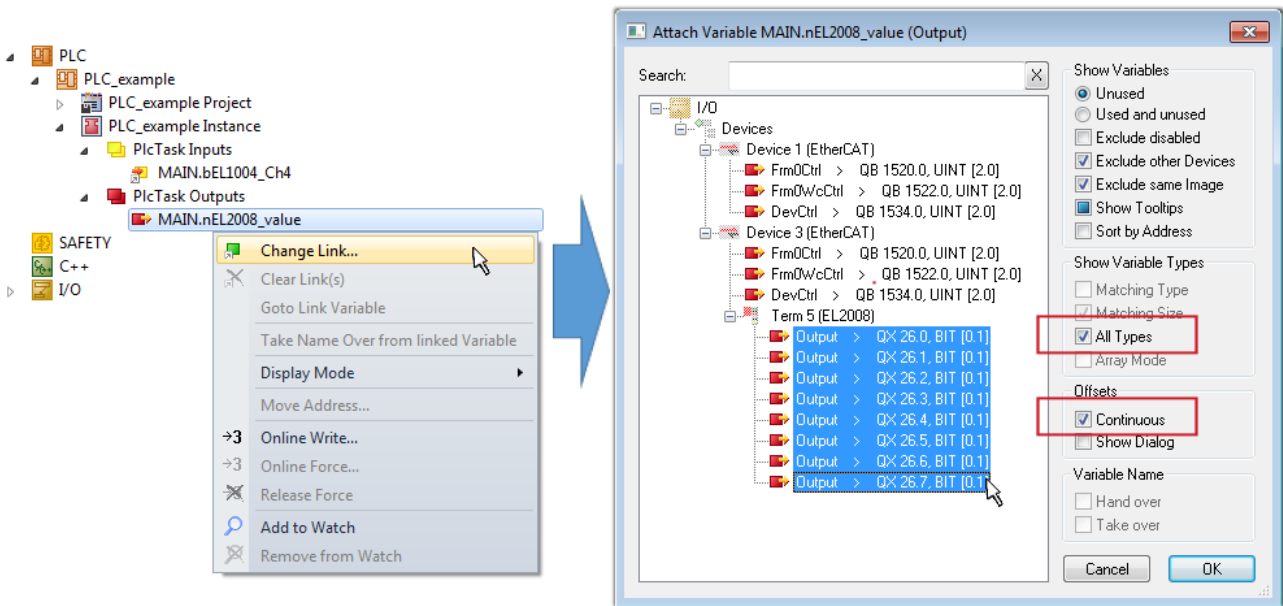 PLC
PLC_example
PLC_example Project
PLC_example Instance
PlcTask Inputs
MAIN.bEL1004_Ch4
PlcTask Outputs
MAIN.nEL2008_value
SAFETY
C++
I/O
Change Link...
Clear Link(s)
Goto Link Variable
Take Name Over from linked Variable
Display Mode
Move Address...
→3 Online Write...
→3 Online Force...
Release Force
Add to Watch
Remove from Watch
Attach Variable MAIN.nEL2008_value (Output)
Search:
I/O
Devices
Device 1 (EtherCAT)
Frm0Ctrl > QB 1520.0, UINT [2.0]
Frm0WcCtrl > QB 1522.0, UINT [2.0]
DevCtrl > QB 1534.0, UINT [2.0]
Device 3 (EtherCAT)
Frm0Ctrl > QB 1520.0, UINT [2.0]
Frm0WcCtrl > QB 1522.0, UINT [2.0]
DevCtrl > QB 1534.0, UINT [2.0]
Term 5 (EL2008)
Output > QX 26.0, BIT [0.1]
Output > QX 26.1, BIT [0.1]
Output > QX 26.2, BIT [0.1]
Output > QX 26.3, BIT [0.1]
Output > QX 26.4, BIT [0.1]
Output > QX 26.5, BIT [0.1]
Output > QX 26.6, BIT [0.1]
Output > QX 26.7, BIT [0.1]
Show Variables
Unused
Used and unused
Exclude disabled
Exclude other Devices
Exclude same Image
Show Tooltips
Sort by Address
Show Variable Types
Matching Type
Matching Size
All Types
Array Mode
Offsets
Continuous
Show Dialog
Variable Name
Hand over
Take over
Cancel
OK